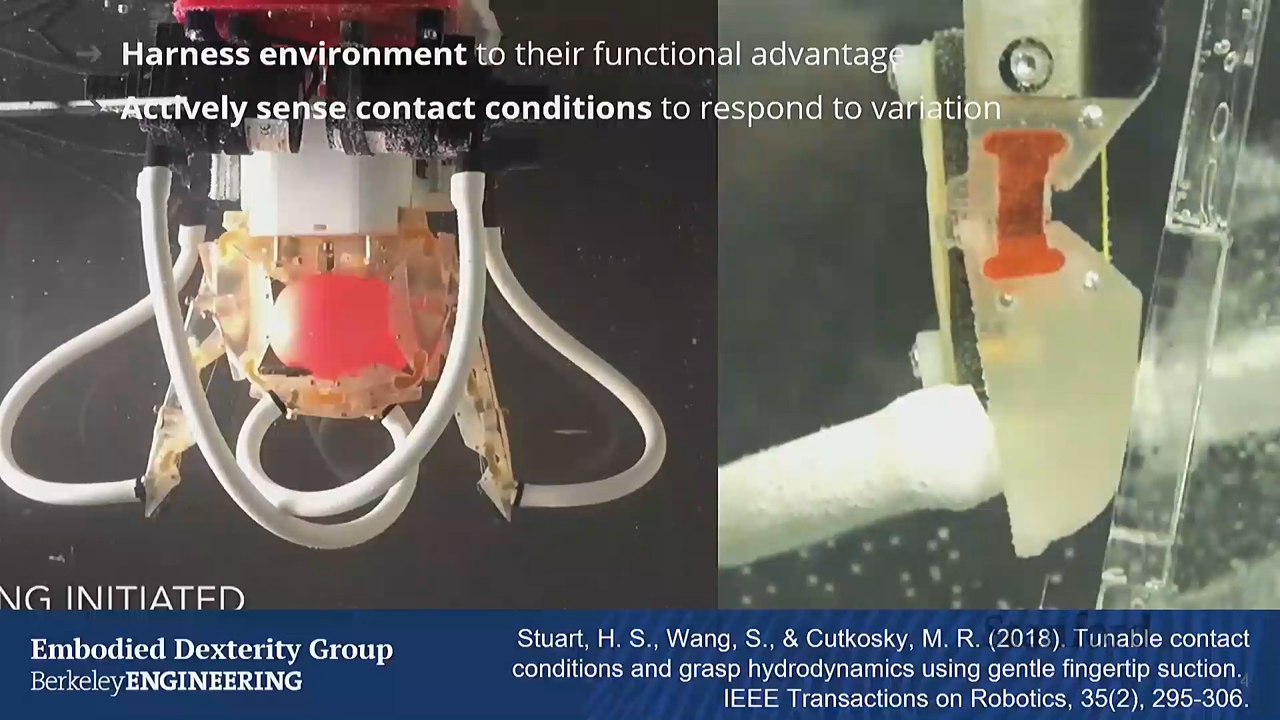 Harness environment to their functional advantage
Actively sense contact conditions to respond to variation
NG INITIATED
Embodied Dexterity Group
BerkeleyENGINEERING
Stuart, H. S., Wang, S., & Cutkosky, M. R. (2018). Tunable contact
conditions and grasp hydrodynamics using gentle fingertip suction.
IEEE Transactions on Robotics, 35(2), 295-306.
4